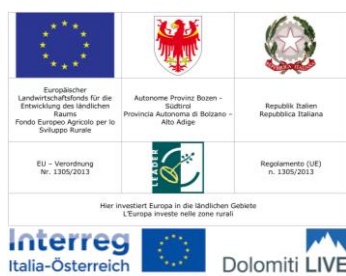 Europäischer
Landwirtschaftsfonds für die
Entwicklung des ländlichen
Raums
Fondo Europeo Agricolo per lo
Sviluppo Rurale
Autonome Provinz Bozen -
Südtirol
Provincia Autonoma di Bolzano –
Alto Adige
Republik Italien
Repubblica Italiana
EU – Verordnung
Nr. 1305/2013
LEADER
Regolamento (UE)
n. 1305/2013
Hier investiert Europa in die ländlichen Gebiete
L'Europa investe nelle zone rurali
Interreg
Italia-Österreich
Dolomiti LIVE